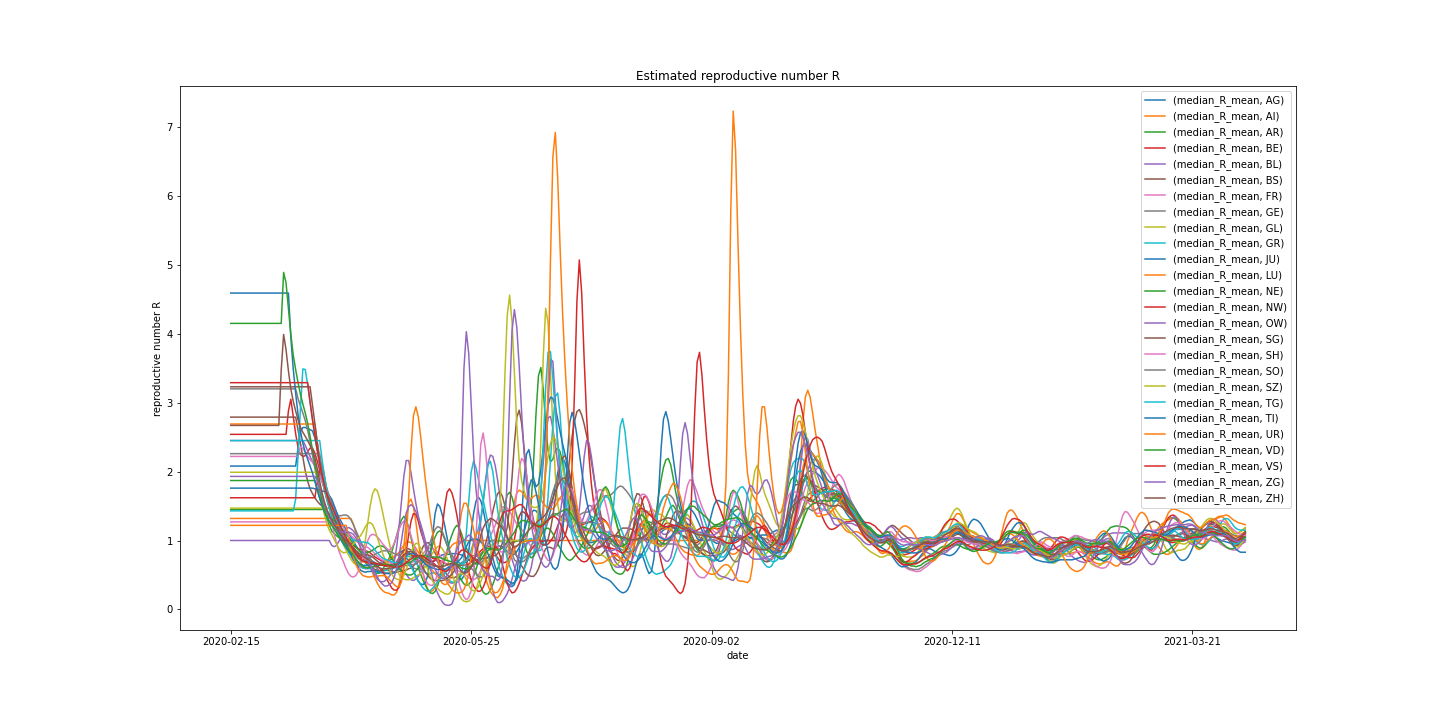 Estimated reproductive number R
(median_R_mean, AG)
(median_R_mean, AI)
(median_R_mean, AR)
(median_R_mean, BE)
(median_R_mean, BL)
(median_R_mean, BS)
(median_R_mean, FR)
(median_R_mean, GE)
(median_R_mean, GL)
(median_R_mean, GR)
(median_R_mean, JU)
(median_R_mean, LU)
(median_R_mean, NE)
(median_R_mean, NW)
(median_R_mean, OW)
(median_R_mean, SG)
(median_R_mean, SH)
(median_R_mean, SO)
(median_R_mean, SZ)
(median_R_mean, TG)
(median_R_mean, TI)
(median_R_mean, UR)
(median_R_mean, VD)
(median_R_mean, VS)
(median_R_mean, ZG)
(median_R_mean, ZH)
reproductive number R
7
6
5
4
3
2
1
0
2020-02-15
2020-05-25
2020-09-02
2020-12-11
2021-03-21
date